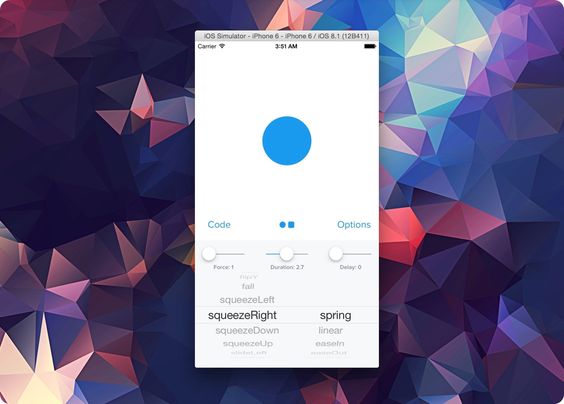 iOS Simulator - iPhone 6 - iPhone 6 / iOS 8.1 (12B411)
Carrier 3:51 AM
Code Options
Force: 1 Duration: 2.7 Delay: 0
flipY
fall
squeezeLeft
squeezeRight spring
squeezeDown linear
squeezeUp easeIn
slideLeft easeOut